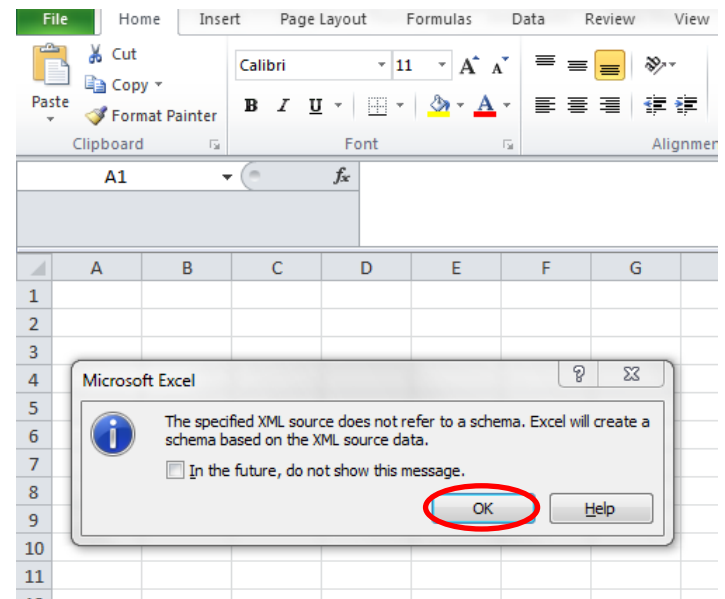 File Home Insert Page Layout Formulas Data Review View
Cut
Copy
Paste
Format Painter
Calibri 11 A A
B I U A
Clipboard Font
A1 fx
A B C D E F G
1
2
3
4
5
6
7
8
9
10
11
Microsoft Excel
The specified XML source does not refer to a schema. Excel will create a
schema based on the XML source data.
In the future, do not show this message.
OK Help